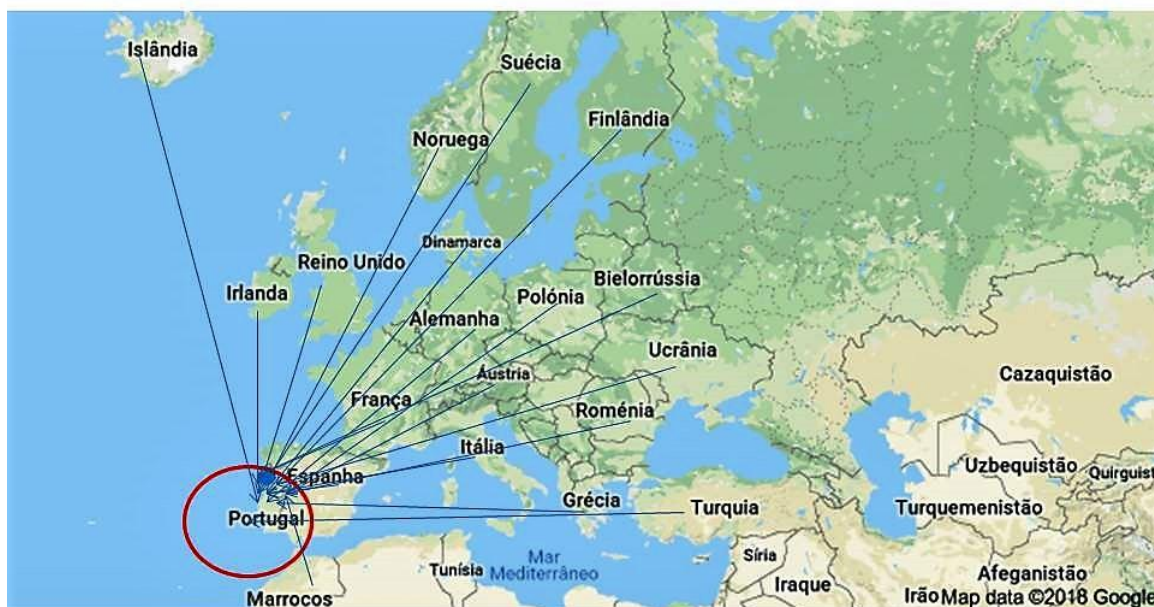 Islândia
Suécia
Finlândia
Noruega
Dinamarca
Reino Unido
Irlanda
Bielorrússia
Polónia
Alemanha
Ucrânia
Áustria
Cazaquistão
França
Roménia
Itália
Espanha
Uzbequistão
Quirguist
Grécia
Turquia
Turquemenistão
Portugal
Mar
Mediterrâneo
Síria
Tunísia
Afeganistão
Iraque
Irão
Marrocos
Map data ©2018 Google